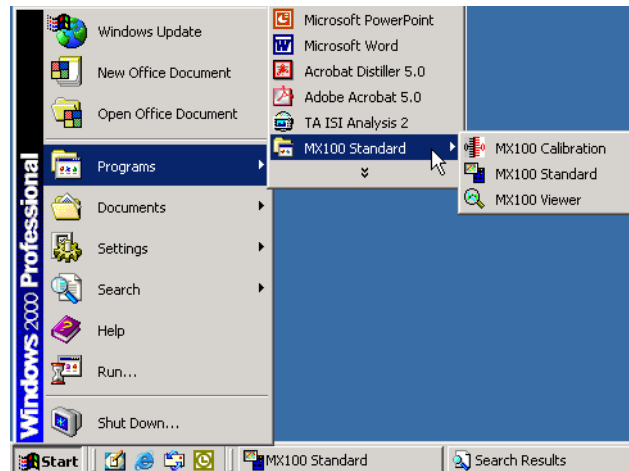 Windows Update
New Office Document
Open Office Document
Programs
Documents
Settings
Search
Help
Run...
Shut Down...
Windows 2000 Professional
Microsoft PowerPoint
Microsoft Word
Acrobat Distiller 5.0
Adobe Acrobat 5.0
TA ISI Analysis 2
MX100 Standard
MX100 Calibration
MX100 Standard
MX100 Viewer
Start
MX100 Standard
Search Results